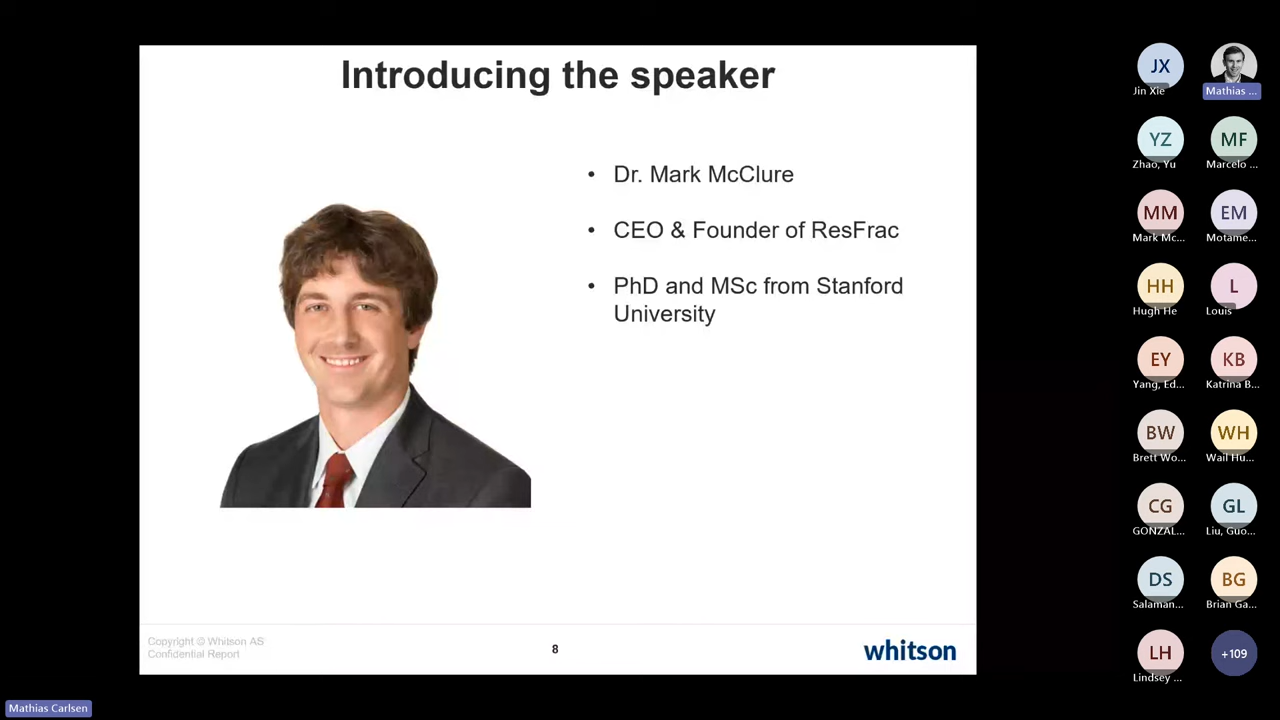 Introducing the speaker
• Dr. Mark McClure
• CEO & Founder of ResFrac
• PhD and MSc from Stanford
University
Copyright © Whitson AS
Confidential Report
8
whitson
JX
Jin Xie
Mathias ...
YZ
Zhao, Yu
MF
Marcelo ...
MM
Mark Mc...
EM
Motame...
HH
Hugh He
L
Louis
EY
Yang, Ed...
KB
Katrina B...
BW
Brett Wo...
WH
Wail Hu...
CG
GONZAL...
GL
Liu, Guo...
DS
Salaman...
BG
Brian Ga...
LH
Lindsey ...
+109
Mathias Carlsen